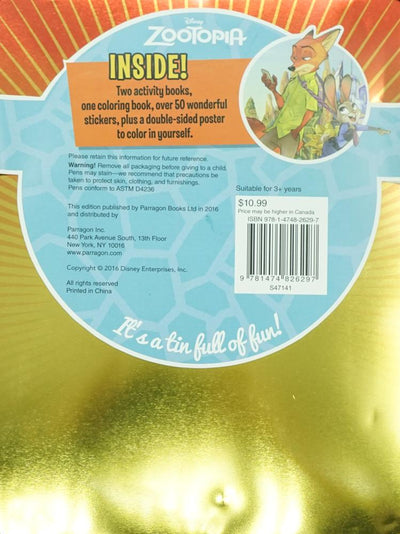 Disney
ZOOTOPIA
INSIDE!
Two activity books,
one coloring book, over 50 wonderful
stickers, plus a double-sided poster
to color in yourself.
Please retain this information for future reference.
Warning! Remove all packaging before giving to a child.
Pens may stain—we recommend that precautions be
taken to protect skin, clothing, and furnishings.
Pens conform to ASTM D4236
This edition published by Parragon Books Ltd in 2016
and distributed by
Parragon Inc.
440 Park Avenue South, 13th Floor
New York, NY 10016
www.parragon.com
Copyright © 2016 Disney Enterprises, Inc.
All rights reserved
Printed in China
Suitable for 3+ years
$10.99
Price may be higher in Canada
ISBN 978-1-4748-2629-7
9 781474 826297
S47141
It's a tin full of fun!